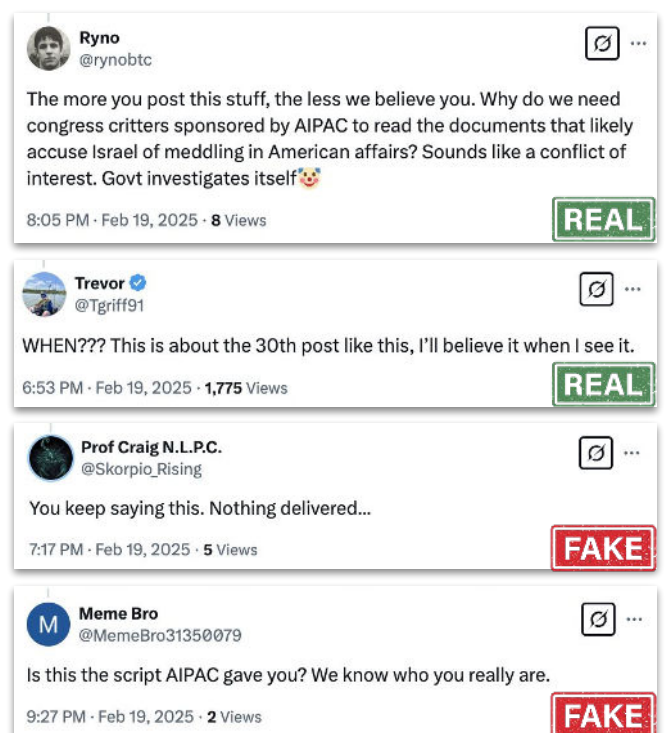 Ryno
@rynobtc
The more you post this stuff, the less we believe you. Why do we need
congress critters sponsored by AIPAC to read the documents that likely
accuse Israel of meddling in American affairs? Sounds like a conflict of
interest. Govt investigates itself🤡
8:05 PM · Feb 19, 2025 · 8 Views
REAL
Trevor
@Tgriff91
WHEN??? This is about the 30th post like this, I’ll believe it when I see it.
6:53 PM · Feb 19, 2025 · 1,775 Views
REAL
Prof Craig N.L.P.C.
@Skorpio_Rising
You keep saying this. Nothing delivered...
7:17 PM · Feb 19, 2025 · 5 Views
FAKE
M
Meme Bro
@MemeBro31350079
Is this the script AIPAC gave you? We know who you really are.
9:27 PM · Feb 19, 2025 · 2 Views
FAKE